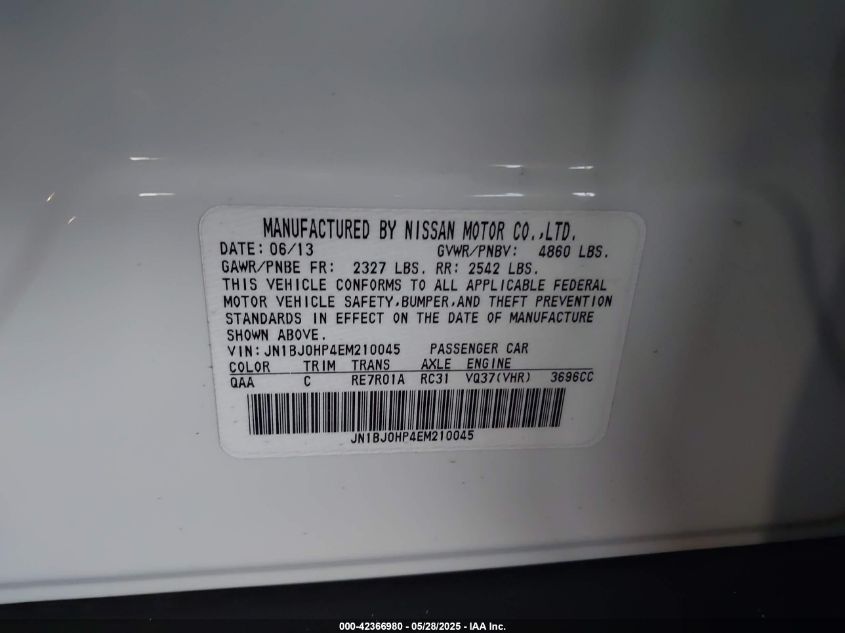 MANUFACTURED BY NISSAN MOTOR CO.,LTD.
DATE: 06/13 GVWR/PNBV: 4860 LBS.
GAWR/PNBE FR: 2327 LBS. RR: 2542 LBS.
THIS VEHICLE CONFORMS TO ALL APPLICABLE FEDERAL
MOTOR VEHICLE SAFETY,BUMPER,AND THEFT PREVENTION
STANDARDS IN EFFECT ON THE DATE OF MANUFACTURE
SHOWN ABOVE.
VIN: JN1BJ0HP4EM210045 PASSENGER CAR
COLOR TRIM TRANS AXLE ENGINE
QAA C RE7R01A RC31 VQ37(VHR) 3696CC
JN1BJ0HP4EM210045
000-42366980 - 05/28/2025 - IAA Inc.